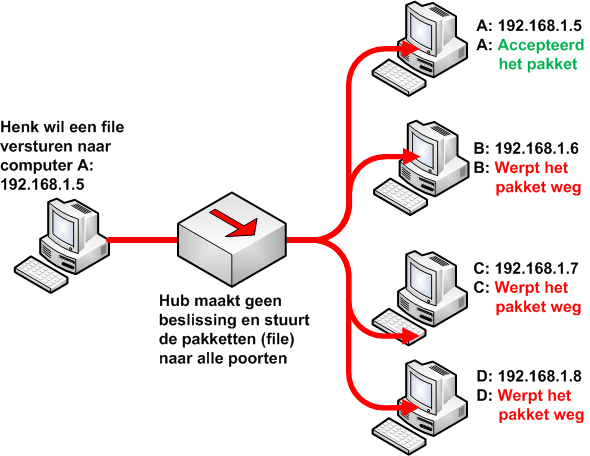 Henk wil een file
versturen naar
computer A:
192.168.1.5
Hub maakt geen
beslissing en stuurt
de pakketten (file)
naar alle poorten
A: 192.168.1.5
A: Accepteerd
het pakket
B: 192.168.1.6
B: Werpt het
pakket weg
C: 192.168.1.7
C: Werpt het
pakket weg
D: 192.168.1.8
D: Werpt het
pakket weg